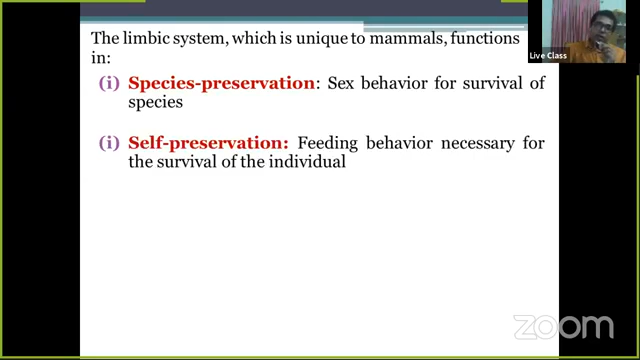 The limbic system, which is unique to mammals, functions
in:
(i) Species-preservation: Sex behavior for survival of
species
(i) Self-preservation: Feeding behavior necessary for
the survival of the individual
Live Class
zoom